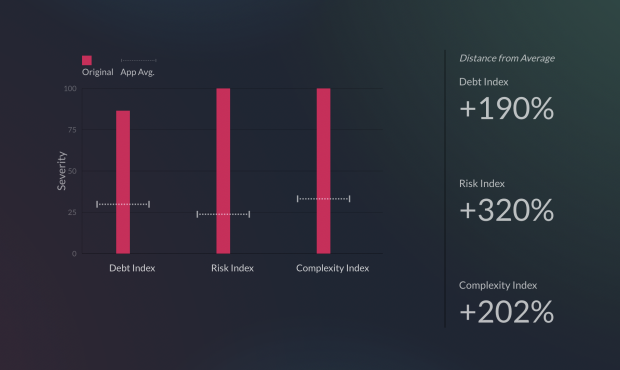 Original App Avg.
100
75
50
25
0
Severity
Debt Index Risk Index Complexity Index
Distance from Average
Debt Index
+190%
Risk Index
+320%
Complexity Index
+202%